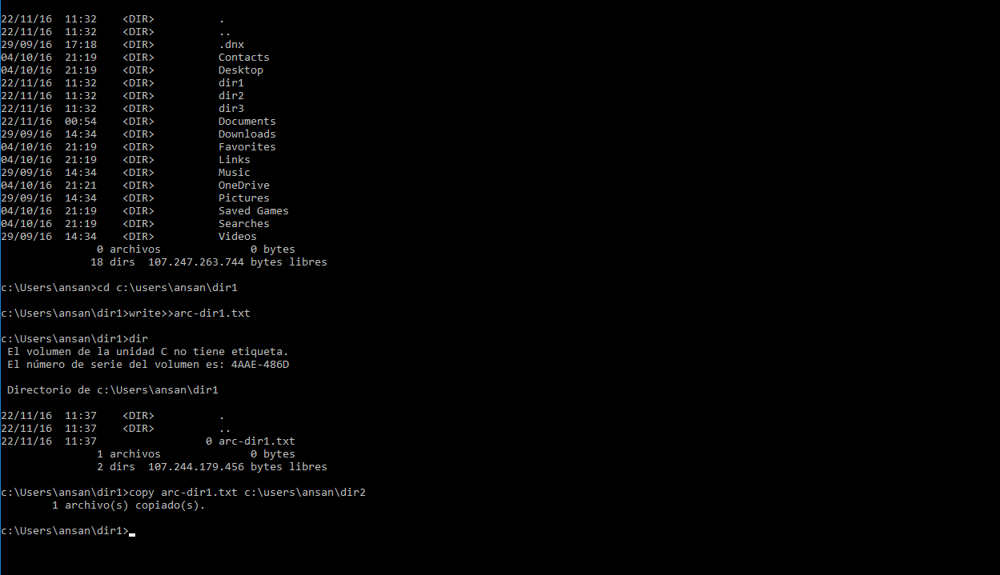 22/11/16  11:32    <DIR>          .
22/11/16  11:32    <DIR>          ..
29/09/16  17:18    <DIR>          .dnx
04/10/16  21:19    <DIR>          Contacts
04/10/16  21:19    <DIR>          Desktop
22/11/16  11:32    <DIR>          dir1
22/11/16  11:32    <DIR>          dir2
22/11/16  11:32    <DIR>          dir3
22/11/16  00:54    <DIR>          Documents
29/09/16  14:34    <DIR>          Downloads
04/10/16  21:19    <DIR>          Favorites
04/10/16  21:19    <DIR>          Links
29/09/16  14:34    <DIR>          Music
04/10/16  21:21    <DIR>          OneDrive
29/09/16  14:34    <DIR>          Pictures
04/10/16  21:19    <DIR>          Saved Games
04/10/16  21:19    <DIR>          Searches
29/09/16  14:34    <DIR>          Videos
               0 archivos              0 bytes
              18 dirs  107.247.263.744 bytes libres
c:\Users\ansan>cd c:\users\ansan\dir1
c:\Users\ansan\dir1>write>>arc-dir1.txt
c:\Users\ansan\dir1>dir
 El volumen de la unidad C no tiene etiqueta.
 El número de serie del volumen es: 4AAE-486D
 Directorio de c:\Users\ansan\dir1
22/11/16  11:37    <DIR>          .
22/11/16  11:37    <DIR>          ..
22/11/16  11:37                 0 arc-dir1.txt
               1 archivos              0 bytes
               2 dirs  107.244.179.456 bytes libres
c:\Users\ansan\dir1>copy arc-dir1.txt c:\users\ansan\dir2
        1 archivo(s) copiado(s).
c:\Users\ansan\dir1>